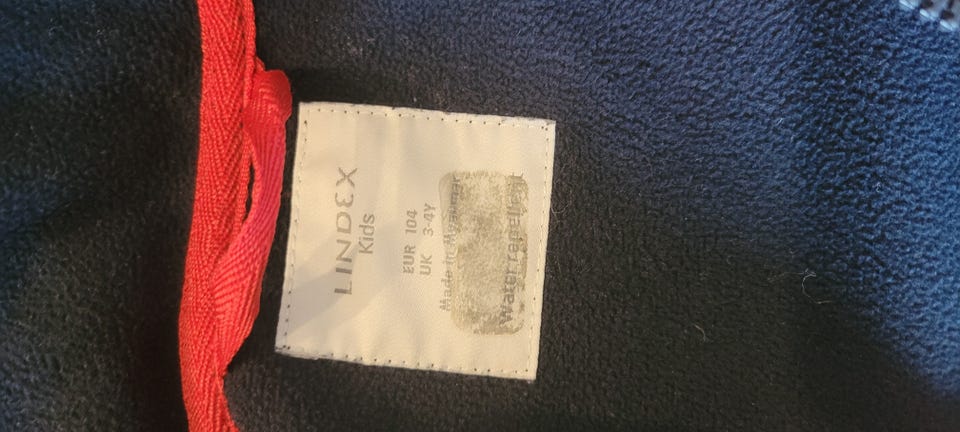 LINDEX
Kids
EUR 104
UK 3-4Y
Made in Myanmar
water repellent